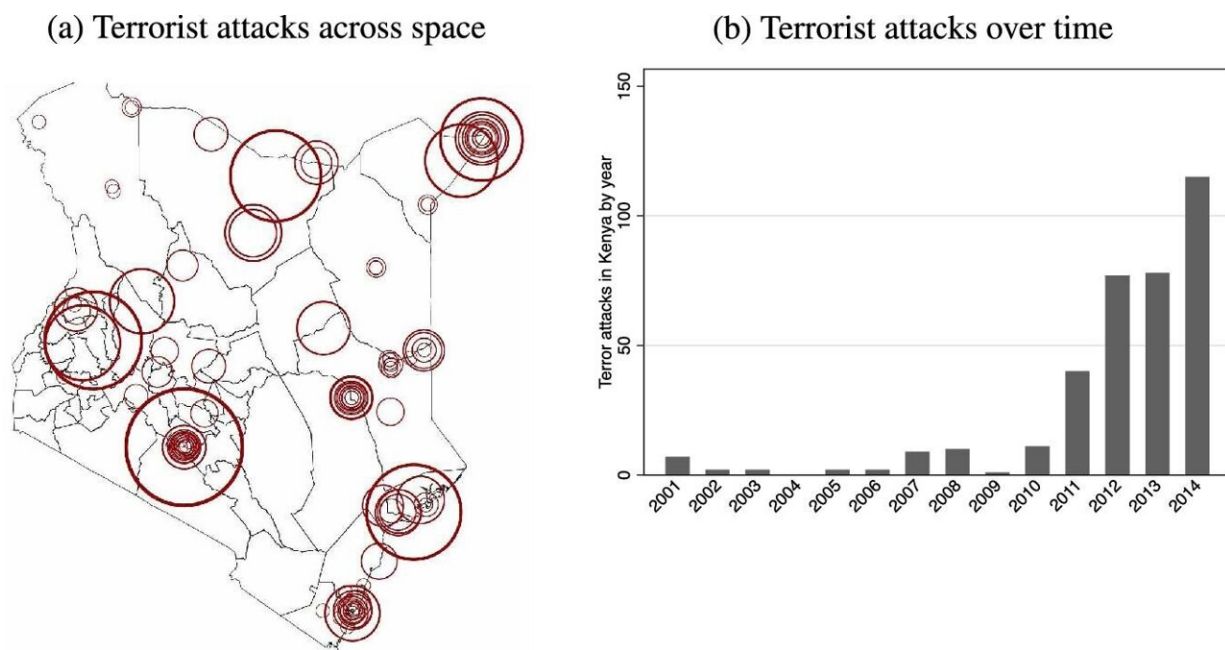 (a) Terrorist attacks across space
(b) Terrorist attacks over time
Terror attacks in Kenya by year
150
100
50
0
2001 2002 2003 2004 2005 2006 2007 2008 2009 2010 2011 2012 2013 2014